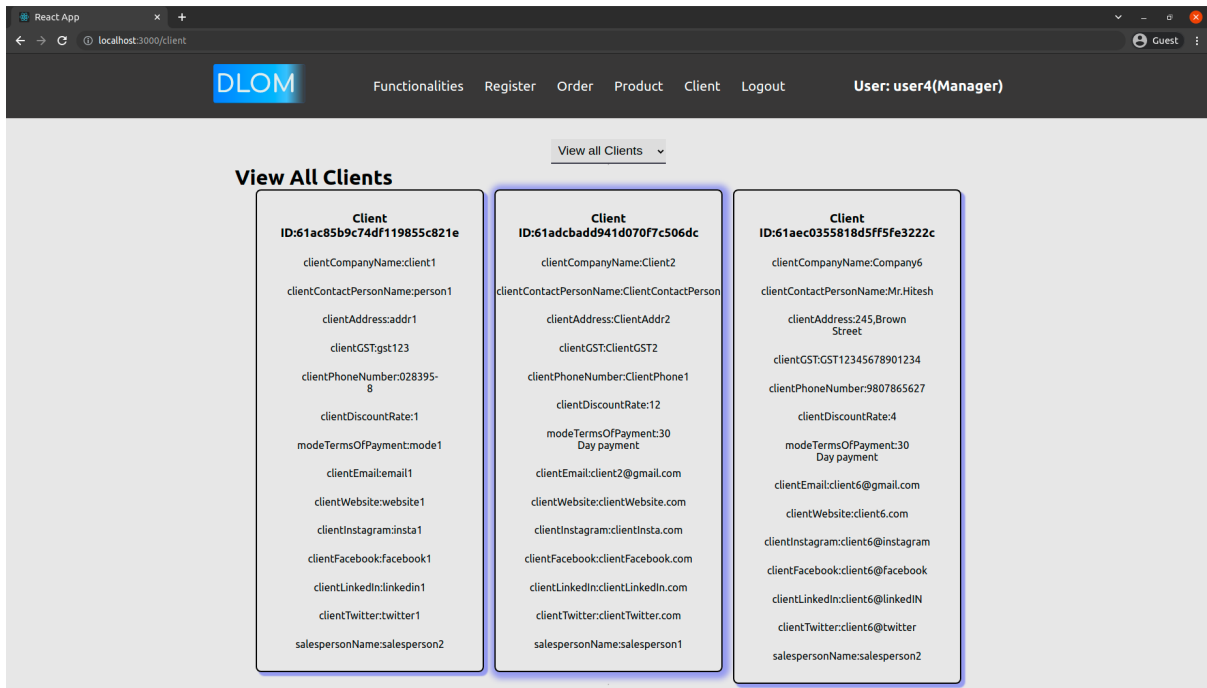 React App
localhost:3000/client
Guest
DLOM
Functionalities Register Order Product Client Logout
User: user4(Manager)
View all Clients
View All Clients
Client
ID:61ac85b9c74df119855c821e
clientCompanyName:client1
clientContactPersonName:person1
clientAddress:addr1
clientGST:gst123
clientPhoneNumber:028395-
8
clientDiscountRate:1
modeTermsOfPayment:mode1
clientEmail:email1
clientWebsite:website1
clientInstagram:insta1
clientFacebook:facebook1
clientLinkedIn:linkedin1
clientTwitter:twitter1
salespersonName:salesperson2
Client
ID:61adcbadd941d070f7c506dc
clientCompanyName:Client2
clientContactPersonName:ClientContactPerson
clientAddress:ClientAddr2
clientGST:ClientGST2
clientPhoneNumber:ClientPhone1
clientDiscountRate:12
modeTermsOfPayment:30
Day payment
clientEmail:client2@gmail.com
clientWebsite:clientWebsite.com
clientInstagram:clientInsta.com
clientFacebook:clientFacebook.com
clientLinkedIn:clientLinkedIn.com
clientTwitter:clientTwitter.com
salespersonName:salesperson1
Client
ID:61aec0355818d5ff5fe3222c
clientCompanyName:Company6
clientContactPersonName:Mr.Hitesh
clientAddress:245,Brown
Street
clientGST:GST12345678901234
clientPhoneNumber:9807865627
clientDiscountRate:4
modeTermsOfPayment:30
Day payment
clientEmail:client6@gmail.com
clientWebsite:client6.com
clientInstagram:client6@instagram
clientFacebook:client6@facebook
clientLinkedIn:client6@linkedIN
clientTwitter:client6@twitter
salespersonName:salesperson2